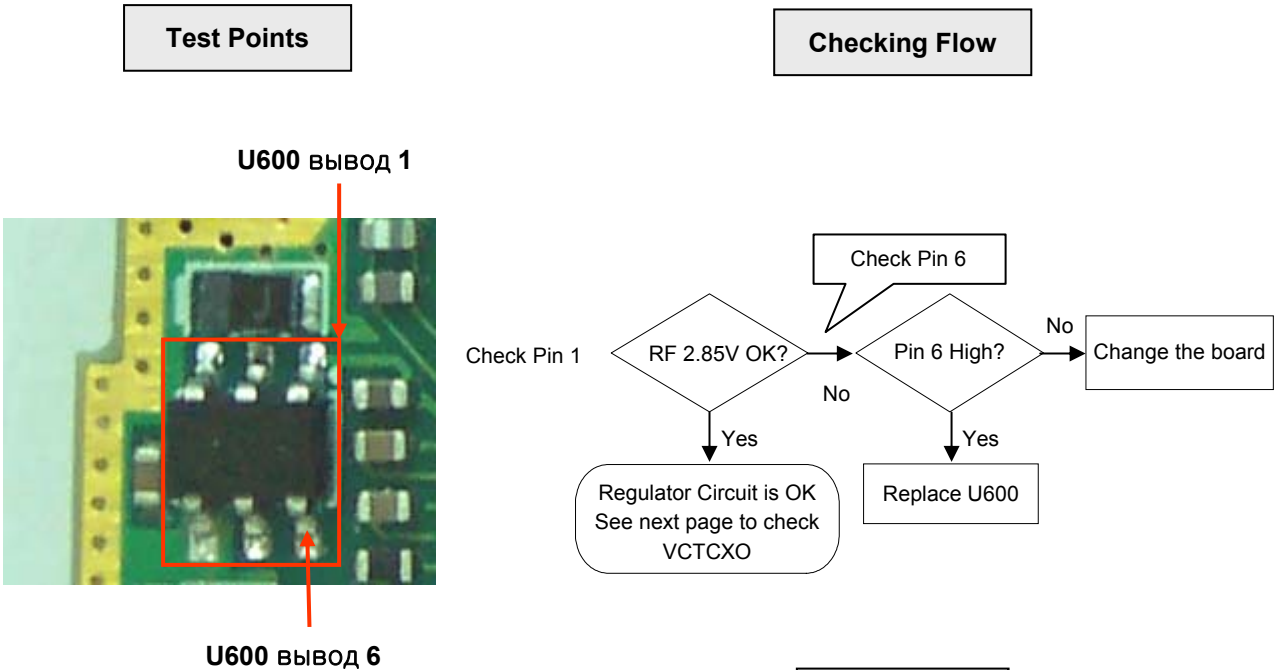 Test Points
Checking Flow
U600 вывод 1
Check Pin 6
Check Pin 1
RF 2.85V OK?
No
Pin 6 High?
No
Change the board
Yes
Yes
Regulator Circuit is OK
See next page to check
VCTCXO
Replace U600
U600 вывод 6